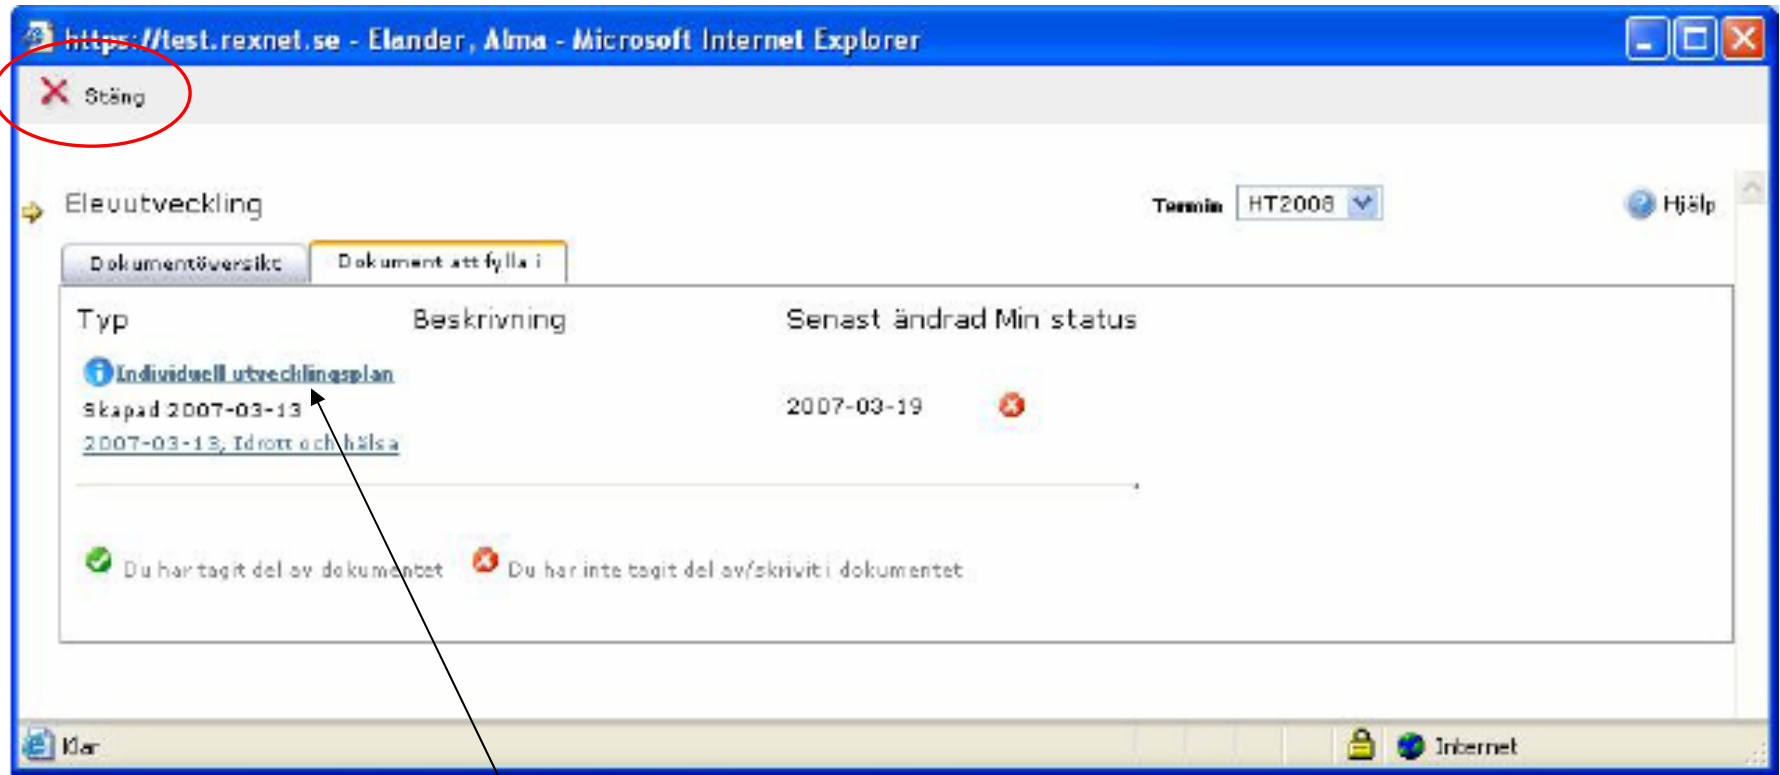 https://test.rexnet.se - Elander, Alma - Microsoft Internet Explorer
Stäng
Elevutveckling
Termin HT2008 Hjälp
Dokumentöversikt Dokument att fylla i
Typ Beskrivning Senast ändrad Min status
Individuell utvecklingsplan
Skapad 2007-03-13 2007-03-19
2007-03-13, Idrott och hälsa
Du har tagit del av dokumentet Du har inte tagit del av/skrivit i dokumentet
Klar Internet